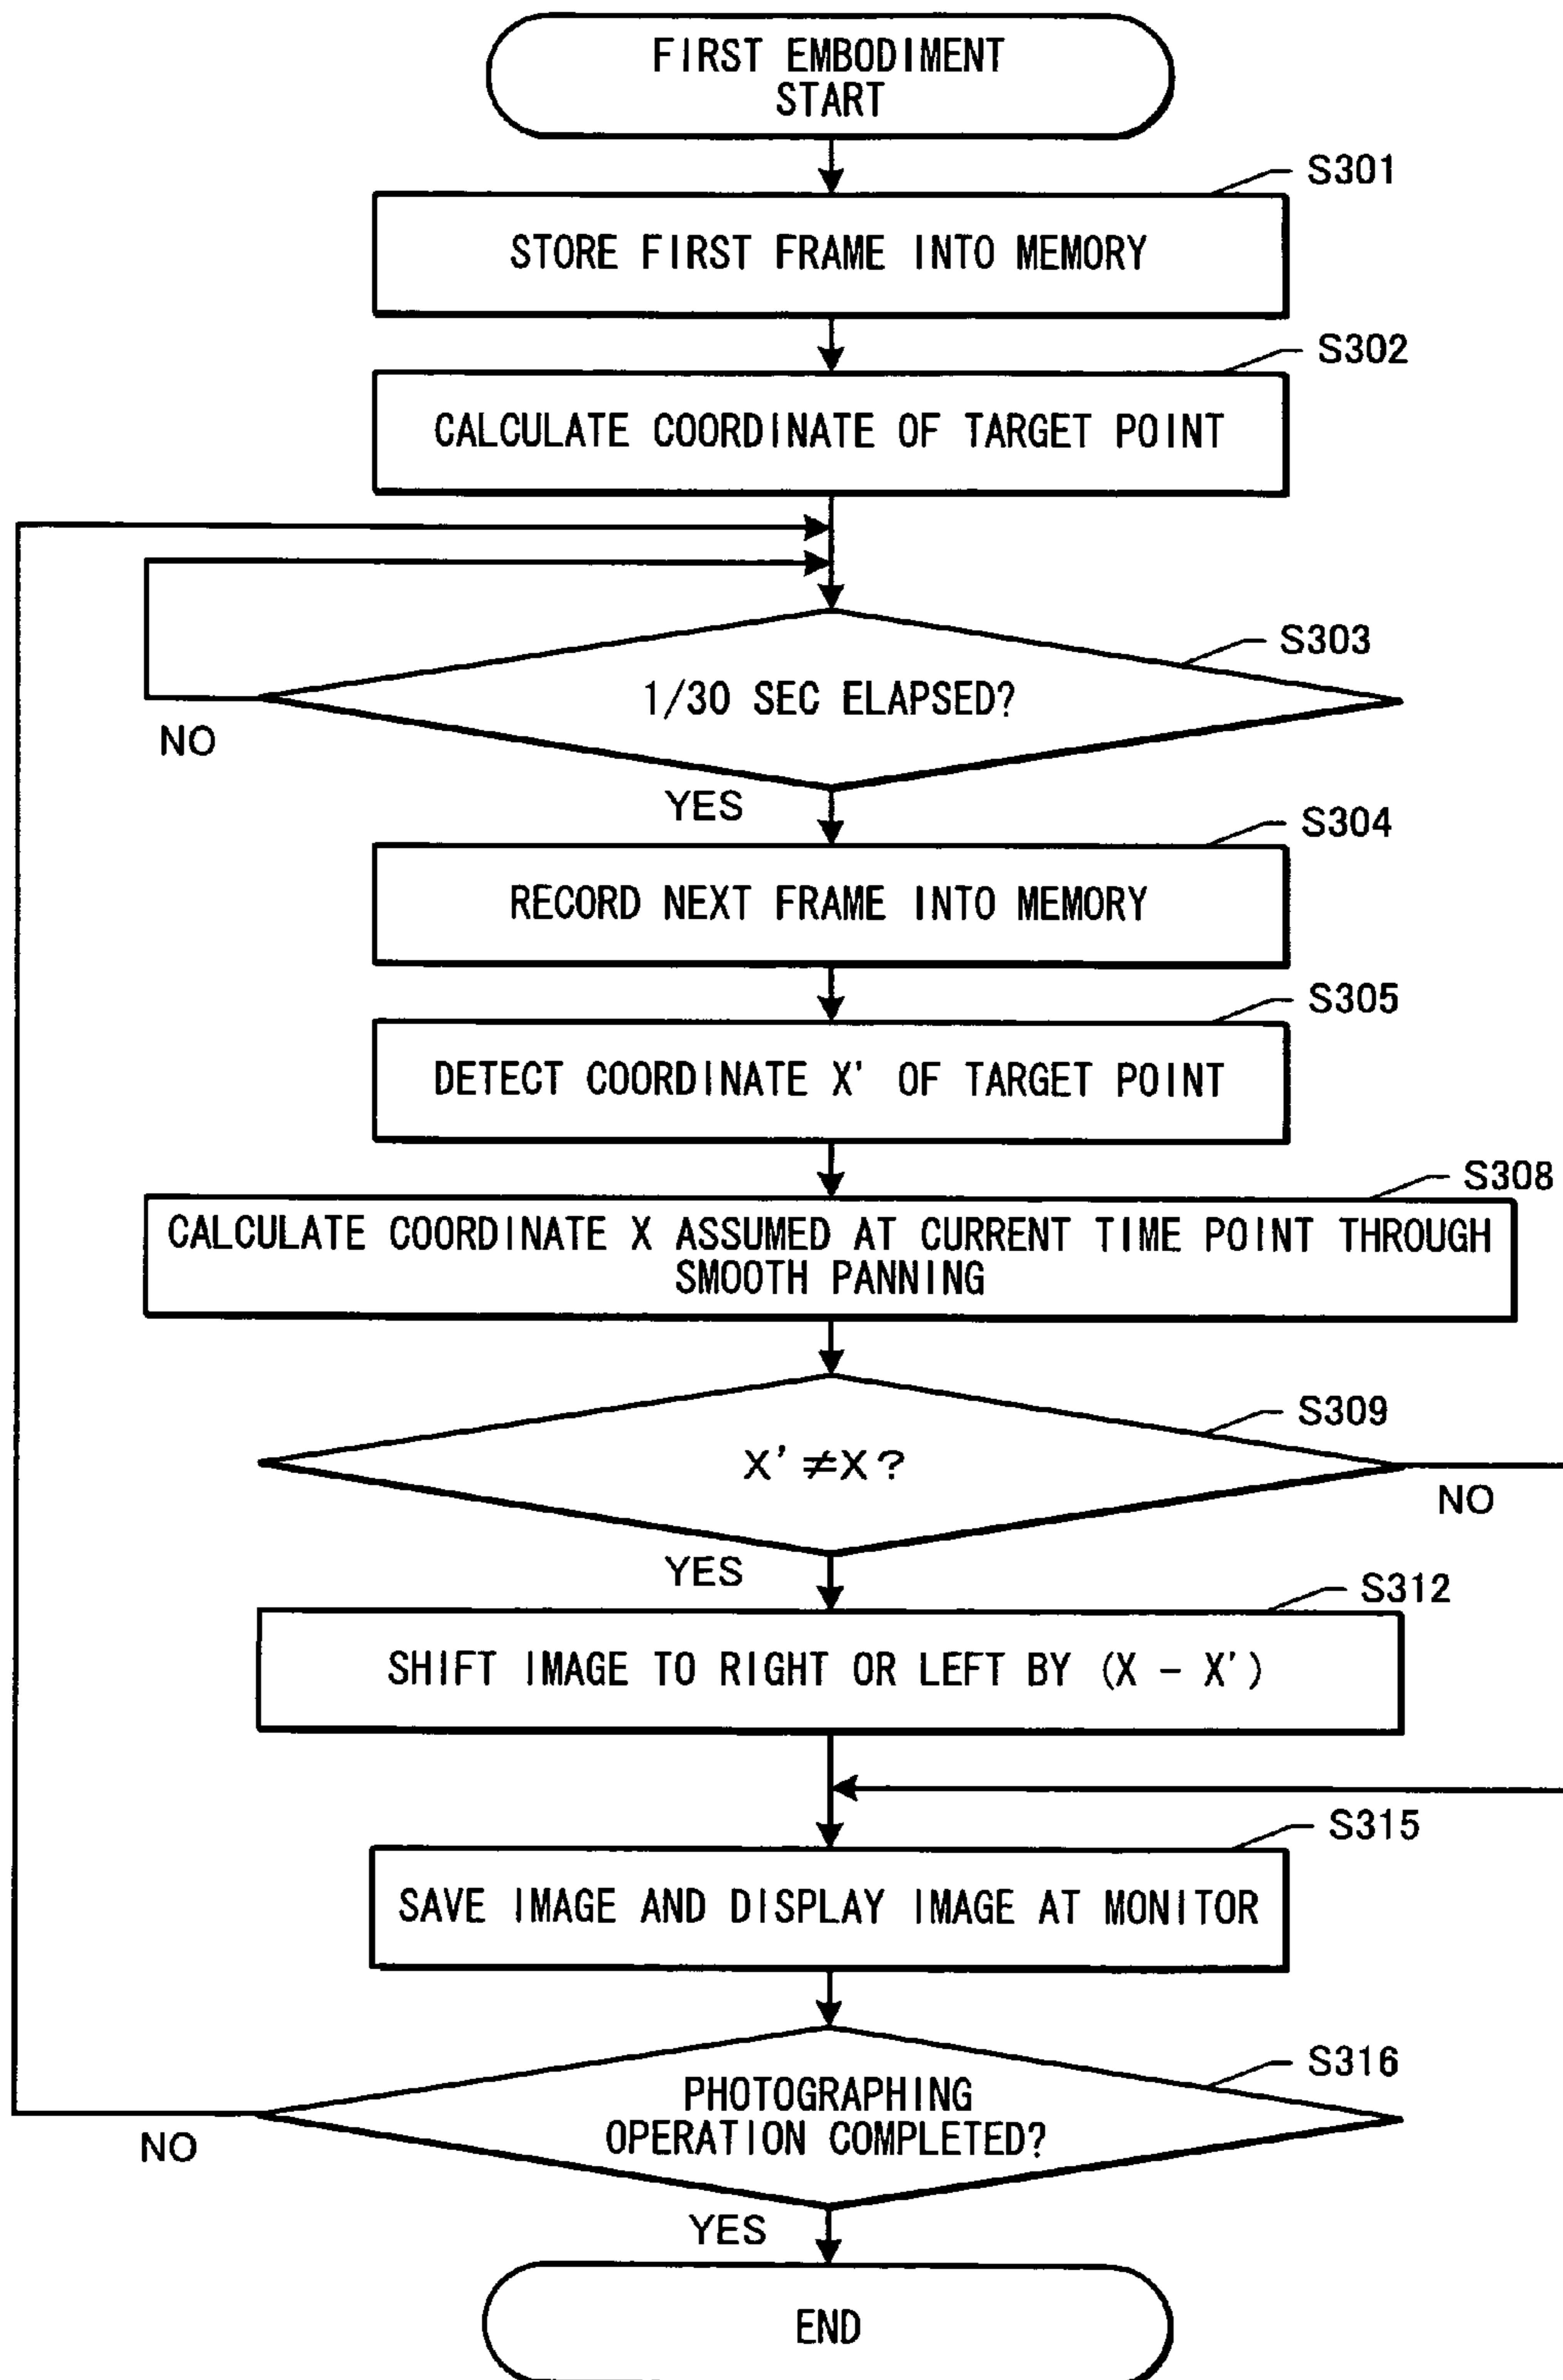 FIRST EMBODIMENT
START
S301
STORE FIRST FRAME INTO MEMORY
S302
CALCULATE COORDINATE OF TARGET POINT
S303
1/30 SEC ELAPSED?
NO
YES
S304
RECORD NEXT FRAME INTO MEMORY
S305
DETECT COORDINATE X' OF TARGET POINT
S308
CALCULATE COORDINATE X ASSUMED AT CURRENT TIME POINT THROUGH
SMOOTH PANNING
S309
X' ≠X?
NO
YES
S312
SHIFT IMAGE TO RIGHT OR LEFT BY (X - X')
S315
SAVE IMAGE AND DISPLAY IMAGE AT MONITOR
S316
PHOTOGRAPHING
OPERATION COMPLETED?
NO
YES
END